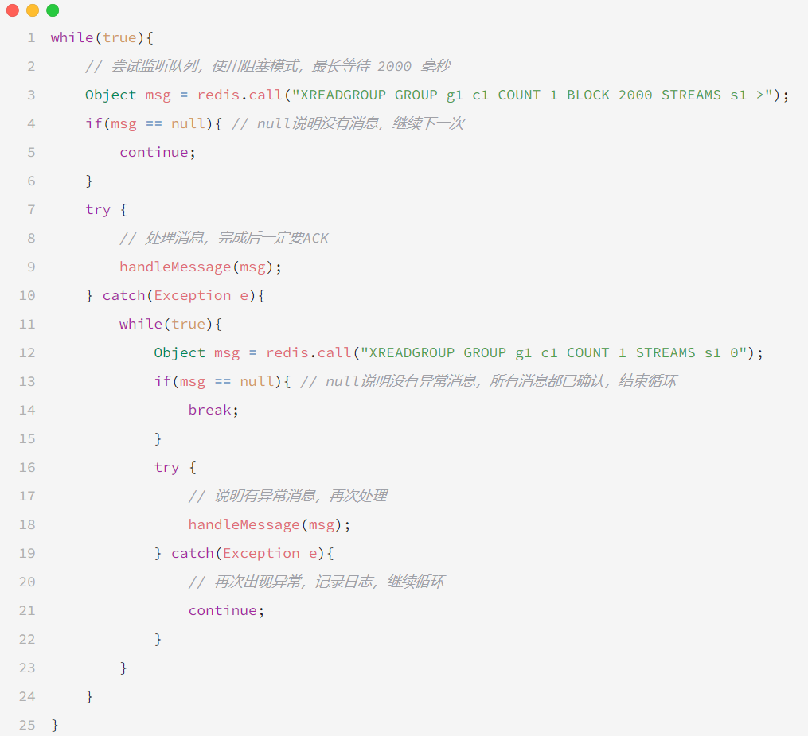 1 while(true){
2 // 尝试监听队列，使用阻塞模式，最长等待 2000 毫秒
3 Object msg = redis.call("XREADGROUP GROUP g1 c1 COUNT 1 BLOCK 2000 STREAMS s1 >");
4 if(msg == null){ // null说明没有消息，继续下一次
5 continue;
6 }
7 try {
8 // 处理消息，完成后一定要ACK
9 handleMessage(msg);
10 } catch(Exception e){
11 while(true){
12 Object msg = redis.call("XREADGROUP GROUP g1 c1 COUNT 1 STREAMS s1 0");
13 if(msg == null){ // null说明没有异常消息，所有消息都已确认，结束循环
14 break;
15 }
16 try {
17 // 说明有异常消息，再次处理
18 handleMessage(msg);
19 } catch(Exception e){
20 // 再次出现异常，记录日志，继续循环
21 continue;
22 }
23 }
24 }
25 }